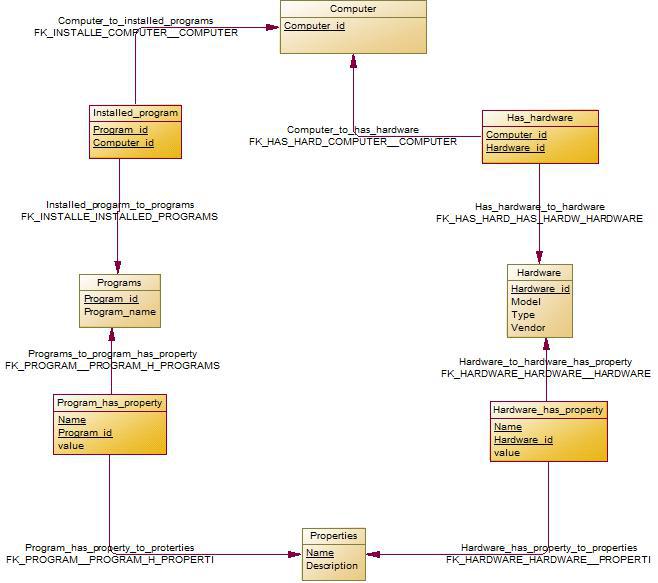 Computer
Computer_id
Computer_to_installed_programs
FK_INSTALLE_COMPUTER__COMPUTER
Installed_program
Program_id
Computer_id
Computer_to_has_hardware
FK_HAS_HARD_COMPUTER__COMPUTER
Has_hardware
Computer_id
Hardware_id
Installed_progarm_to_programs
FK_INSTALLE_INSTALLED_PROGRAMS
Has_hardware_to_hardware
FK_HAS_HARD_HAS_HARDW_HARDWARE
Programs
Program_id
Program_name
Hardware
Hardware_id
Model
Type
Vendor
Programs_to_program_has_property
FK_PROGRAM__PROGRAM_H_PROGRAMS
Hardware_to_hardware_has_property
FK_HARDWARE_HARDWARE__HARDWARE
Program_has_property
Name
Program_id
value
Hardware_has_property
Name
Hardware_id
value
Properties
Name
Description
Program_has_property_to_proterties
FK_PROGRAM__PROGRAM_H_PROPERTI
Hardware_has_property_to_properties
FK_HARDWARE_HARDWARE__PROPERTI